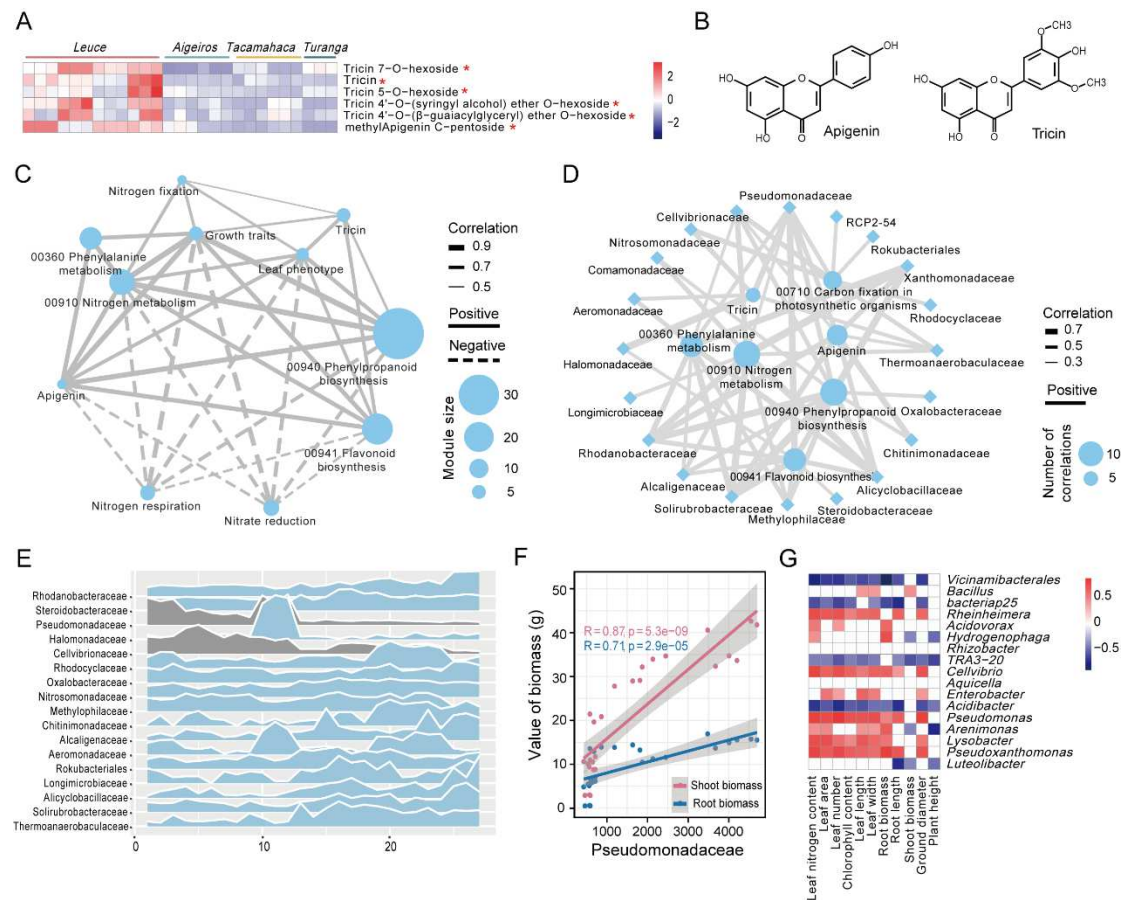 A
Leuce
Aigeiros
Tacamahaca
Turanga
Tricin 7-O-hexoside *
Tricin *
Tricin 5-O-hexoside *
Tricin 4'-O-(syringyl alcohol) ether O-hexoside *
Tricin 4'-O-(β-guaiacylglyceryl) ether O-hexoside *
methylApigenin C-pentoside *
2
0
−2
B
OH
HO
O
OH
O
Apigenin
CH3
O
OH
HO
O
O
CH3
OH
O
Tricin
C
Nitrogen fixation
Growth traits
Tricin
00360 Phenylalanine
metabolism
Leaf phenotype
00910 Nitrogen metabolism
00940 Phenylpropanoid
biosynthesis
Apigenin
00941 Flavonoid
biosynthesis
Nitrogen respiration
Nitrate reduction
Correlation
0.9
0.7
0.5
Positive
Negative
Module size
30
20
10
5
D
Pseudomonadaceae
Cellvibrionaceae
RCP2-54
Nitrosomonadaceae
Rokubacteriales
Comamonadaceae
Xanthomonadaceae
00710 Carbon fixation in
photosynthetic organisms
Tricin
Aeromonadaceae
Rhodocyclaceae
00360 Phenylalanine
metabolism
Apigenin
Halomonadaceae
Thermoanaerobaculaceae
00910 Nitrogen
metabolism
Longimicrobiaceae
00940 Phenylpropanoid
biosynthesis
Oxalobacteraceae
Rhodanobacteraceae
Chitinimonadaceae
00941 Flavonoid biosynthesi
Alcaligenaceae
Alicyclobacillaceae
Solirubrobacteraceae
Steroidobacteraceae
Methylophilaceae
Correlation
0.7
0.5
0.3
Positive
Number of
correlations
10
5
E
Rhodanobacteraceae
Steroidobacteraceae
Pseudomonadaceae
Halomonadaceae
Cellvibrionaceae
Rhodocyclaceae
Oxalobacteraceae
Nitrosomonadaceae
Methylophilaceae
Chitinimonadaceae
Alcaligenaceae
Aeromonadaceae
Rokubacteriales
Longimicrobiaceae
Alicyclobacillaceae
Solirubrobacteraceae
Thermoanaerobaculaceae
0
10
20
F
Value of biomass (g)
50
40
30
20
10
0
R = 0.87 p = 5.3e−09
R = 0.71 p = 2.9e−05
Shoot biomass
Root biomass
0
1000
2000
3000
4000
Pseudomonadaceae
G
Vicinamibacterales
Bacillus
bacteriap25
Rheinheimera
Acidovorax
Hydrogenophaga
Rhizobacter
TRA3-20
Cellvibrio
Aquicella
Enterobacter
Acidibacter
Pseudomonas
Arenimonas
Lysobacter
Pseudoxanthomonas
Luteolibacter
0.5
0
−0.5
Leaf nitrogen content
Leaf area
Leaf number
Chlorophyll content
Leaf length
Leaf width
Root biomass
Root length
Shoot biomass
Ground diameter
Plant height